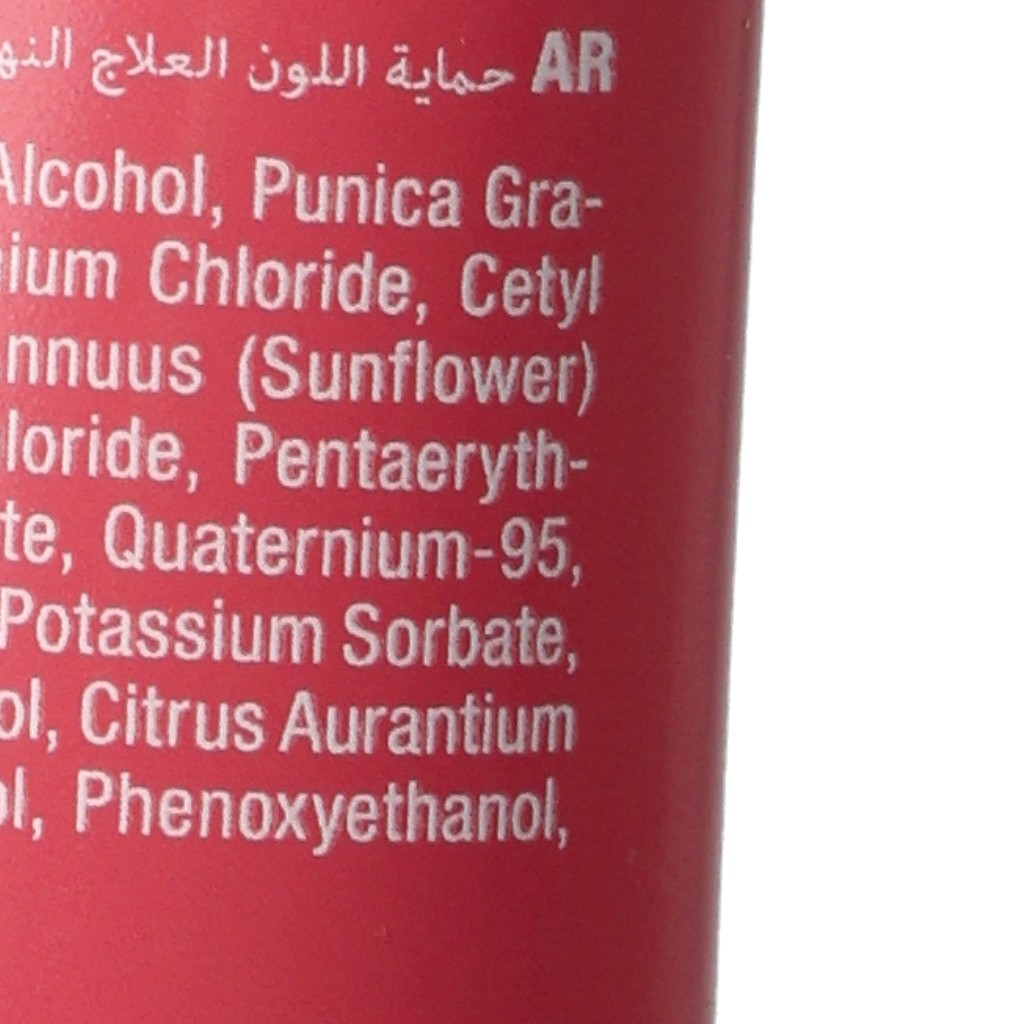 AR حماية اللون العلاج
Alcohol, Punica Gra-
ium Chloride, Cetyl
nnuus (Sunflower)
loride, Pentaeryth-
te, Quaternium-95,
Potassium Sorbate,
ol, Citrus Aurantium
ol, Phenoxyethanol,